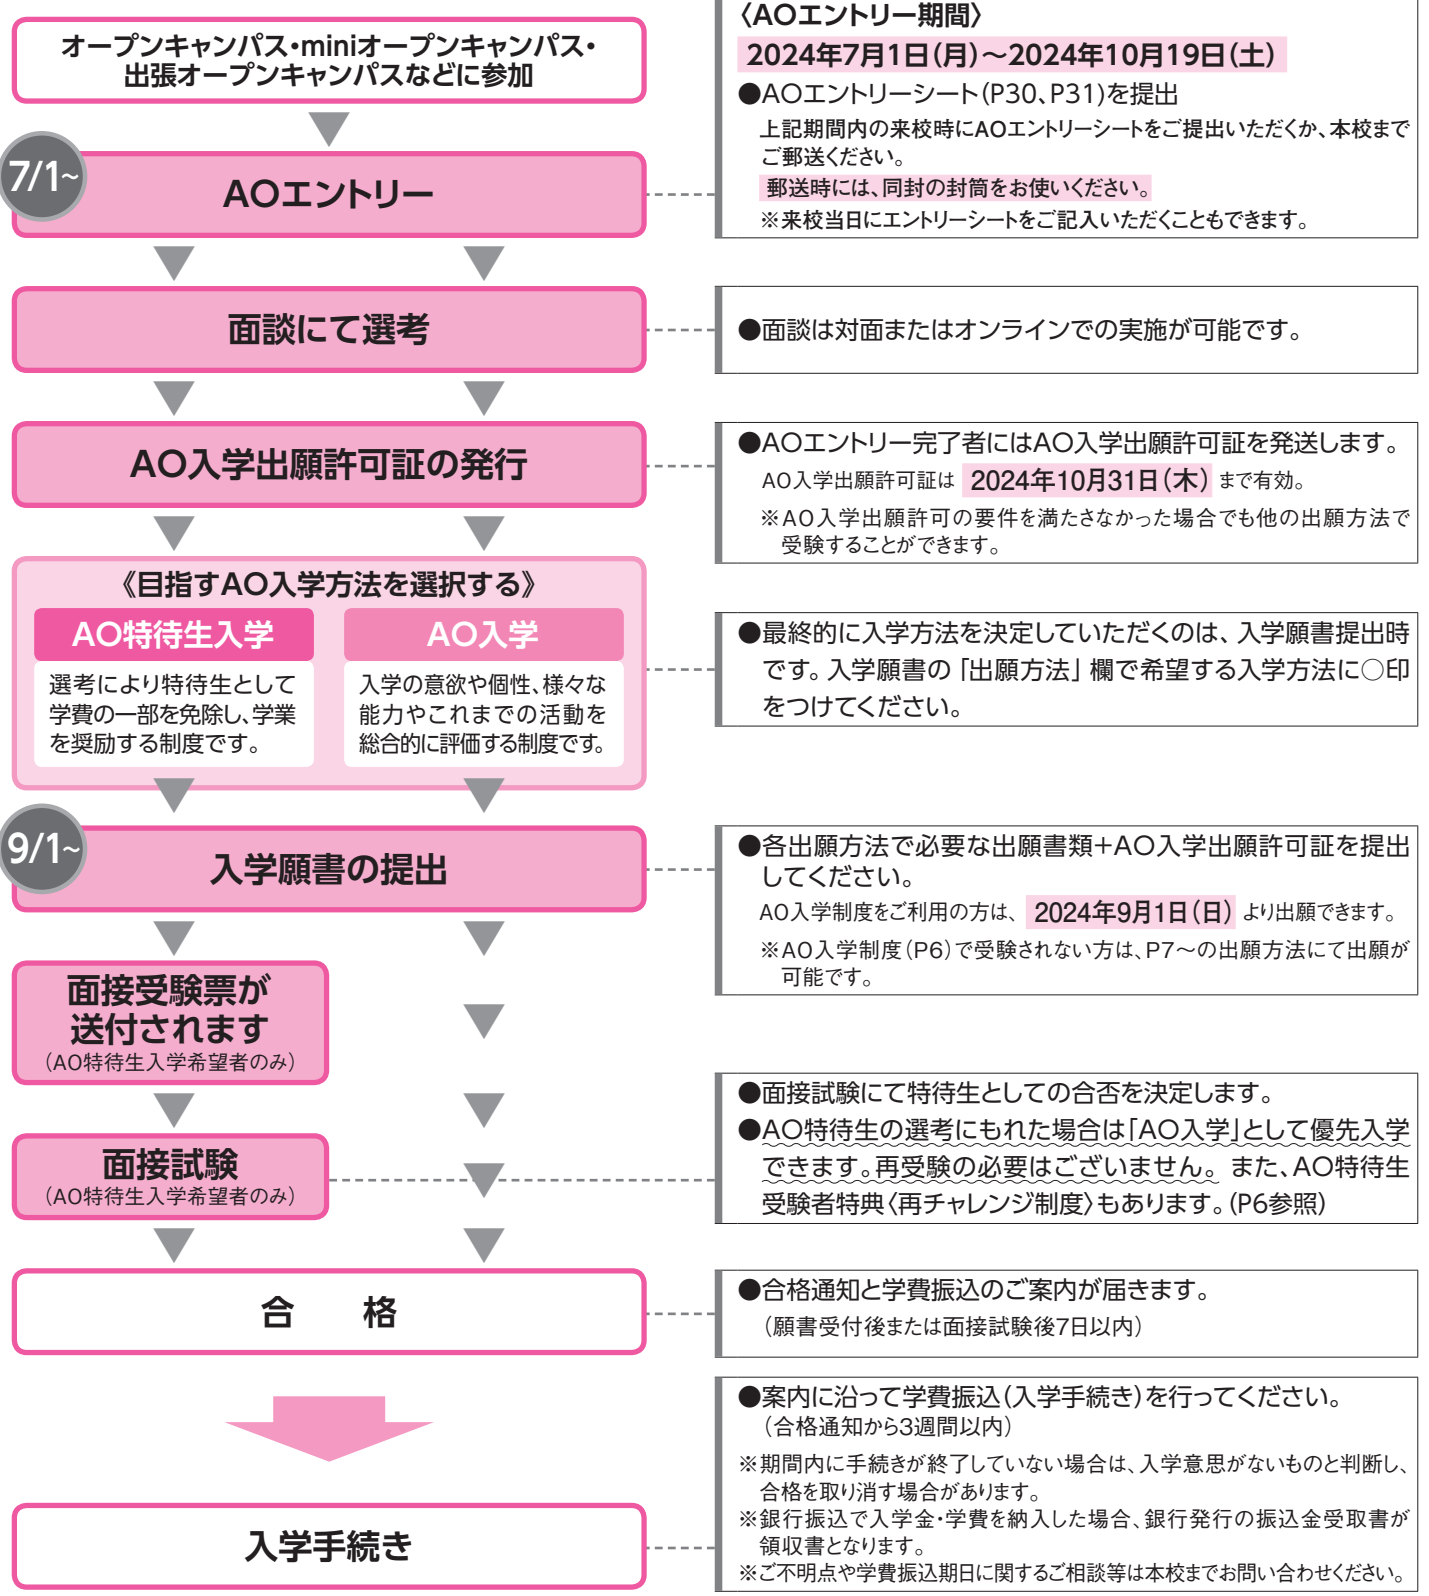 オープンキャンパス・miniオープンキャンパス・
出張オープンキャンパスなどに参加
〈AOエントリー期間〉
2024年7月1日(月)～2024年10月19日(土)
●AOエントリーシート(P30、P31)を提出
上記期間内の来校時にAOエントリーシートをご提出いただくか、本校まで
ご郵送ください。
郵送時には、同封の封筒をお使いください。
※来校当日にエントリーシートをご記入いただくこともできます。
7/1～
AOエントリー
面談にて選考
●面談は対面またはオンラインでの実施が可能です。
AO入学出願許可証の発行
●AOエントリー完了者にはAO入学出願許可証を発送します。
AO入学出願許可証は 2024年10月31日(木) まで有効。
※AO入学出願許可の要件を満たさなかった場合でも他の出願方法で
受験することができます。
《目指すAO入学方法を選択する》
AO特待生入学
選考により特待生として
学費の一部を免除し、学業
を奨励する制度です。
AO入学
入学の意欲や個性、様々な
能力やこれまでの活動を
総合的に評価する制度です。
●最終的に入学方法を決定していただくのは、入学願書提出時
です。入学願書の「出願方法」欄で希望する入学方法に○印
をつけてください。
9/1～
入学願書の提出
●各出願方法で必要な出願書類+AO入学出願許可証を提出
してください。
AO入学制度をご利用の方は、 2024年9月1日(日) より出願できます。
※AO入学制度(P6)で受験されない方は、P7～の出願方法にて出願が
可能です。
面接受験票が
送付されます
(AO特待生入学希望者のみ)
面接試験
(AO特待生入学希望者のみ)
●面接試験にて特待生としての合否を決定します。
●AO特待生の選考にもれた場合は「AO入学」として優先入学
できます。再受験の必要はございません。また、AO特待生
受験者特典〈再チャレンジ制度〉もあります。(P6参照)
合　格
●合格通知と学費振込のご案内が届きます。
(願書受付後または面接試験後7日以内)
●案内に沿って学費振込(入学手続き)を行ってください。
(合格通知から3週間以内)
※期間内に手続きが終了していない場合は、入学意思がないものと判断し、
合格を取り消す場合があります。
※銀行振込で入学金・学費を納入した場合、銀行発行の振込金受取書が
領収書となります。
※ご不明点や学費振込期日に関するご相談等は本校までお問い合わせください。
入学手続き